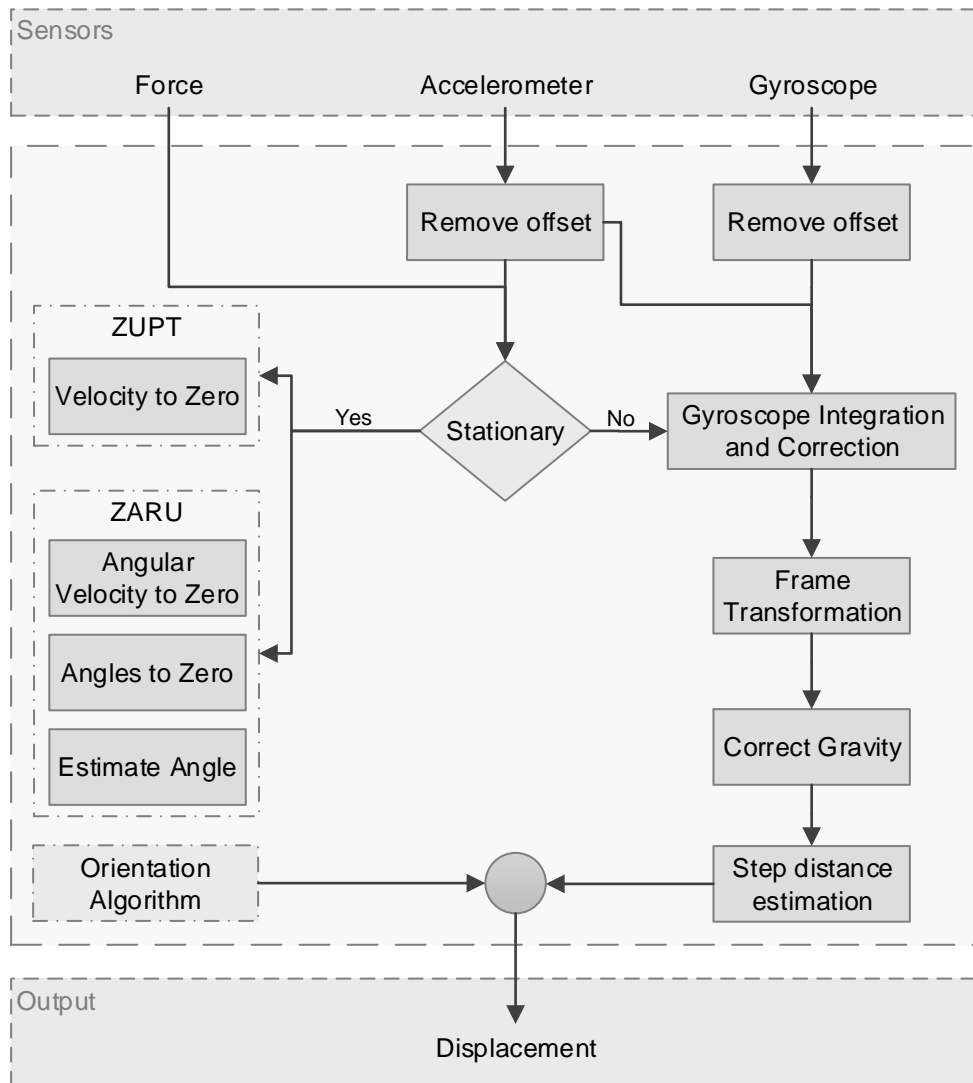 Sensors
Force
Accelerometer
Gyroscope
Remove offset
Remove offset
ZUPT
Velocity to Zero
Yes
Stationary
No
Gyroscope Integration
and Correction
ZARU
Angular
Velocity to Zero
Angles to Zero
Estimate Angle
Frame
Transformation
Correct Gravity
Orientation
Algorithm
Step distance
estimation
Output
Displacement